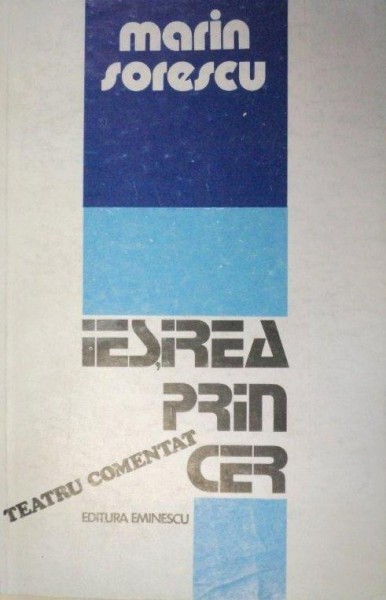 marin
sorescu
IEȘIREA
PRIN
CER
TEATRU COMENTAT
EDITURA EMINESCU